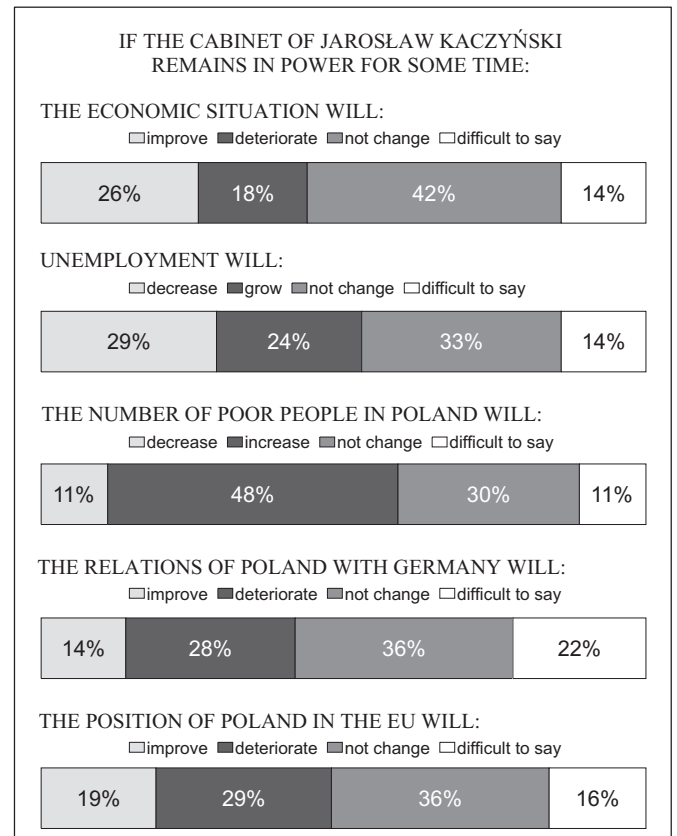 IF THE CABINET OF JAROSŁAW KACZYŃSKI
REMAINS IN POWER FOR SOME TIME:
THE ECONOMIC SITUATION WILL:
improve deteriorate not change difficult to say
26% 18% 42% 14%
UNEMPLOYMENT WILL:
decrease grow not change difficult to say
29% 24% 33% 14%
THE NUMBER OF POOR PEOPLE IN POLAND WILL:
decrease increase not change difficult to say
11% 48% 30% 11%
THE RELATIONS OF POLAND WITH GERMANY WILL:
improve deteriorate not change difficult to say
14% 28% 36% 22%
THE POSITION OF POLAND IN THE EU WILL:
improve deteriorate not change difficult to say
19% 29% 36% 16%